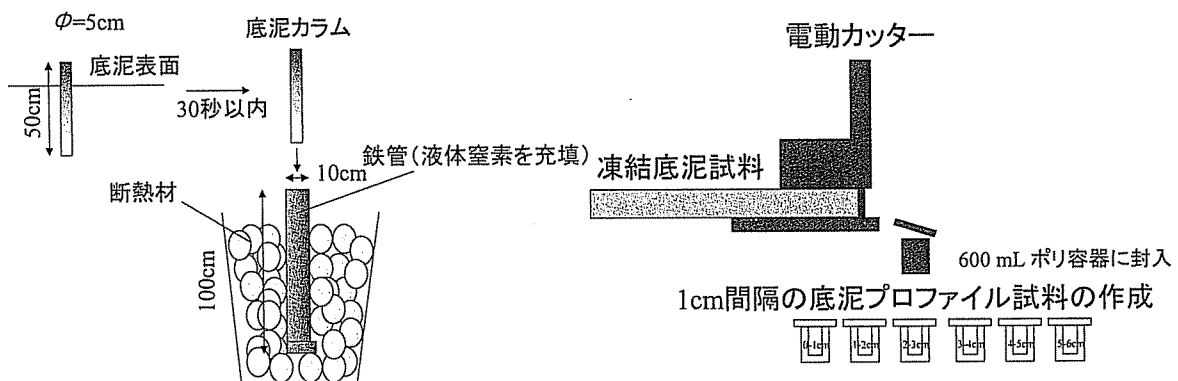 Φ=5cm
底泥表面
50cm
30秒以内
底泥カラム
鉄管(液体窒素を充填)
10cm
断熱材
100cm
電動カッター
凍結底泥試料
600 mL ポリ容器に封入
1cm間隔の底泥プロファイル試料の作成
0-1cm 1-2cm 2-3cm 3-4cm 4-5cm 5-6cm